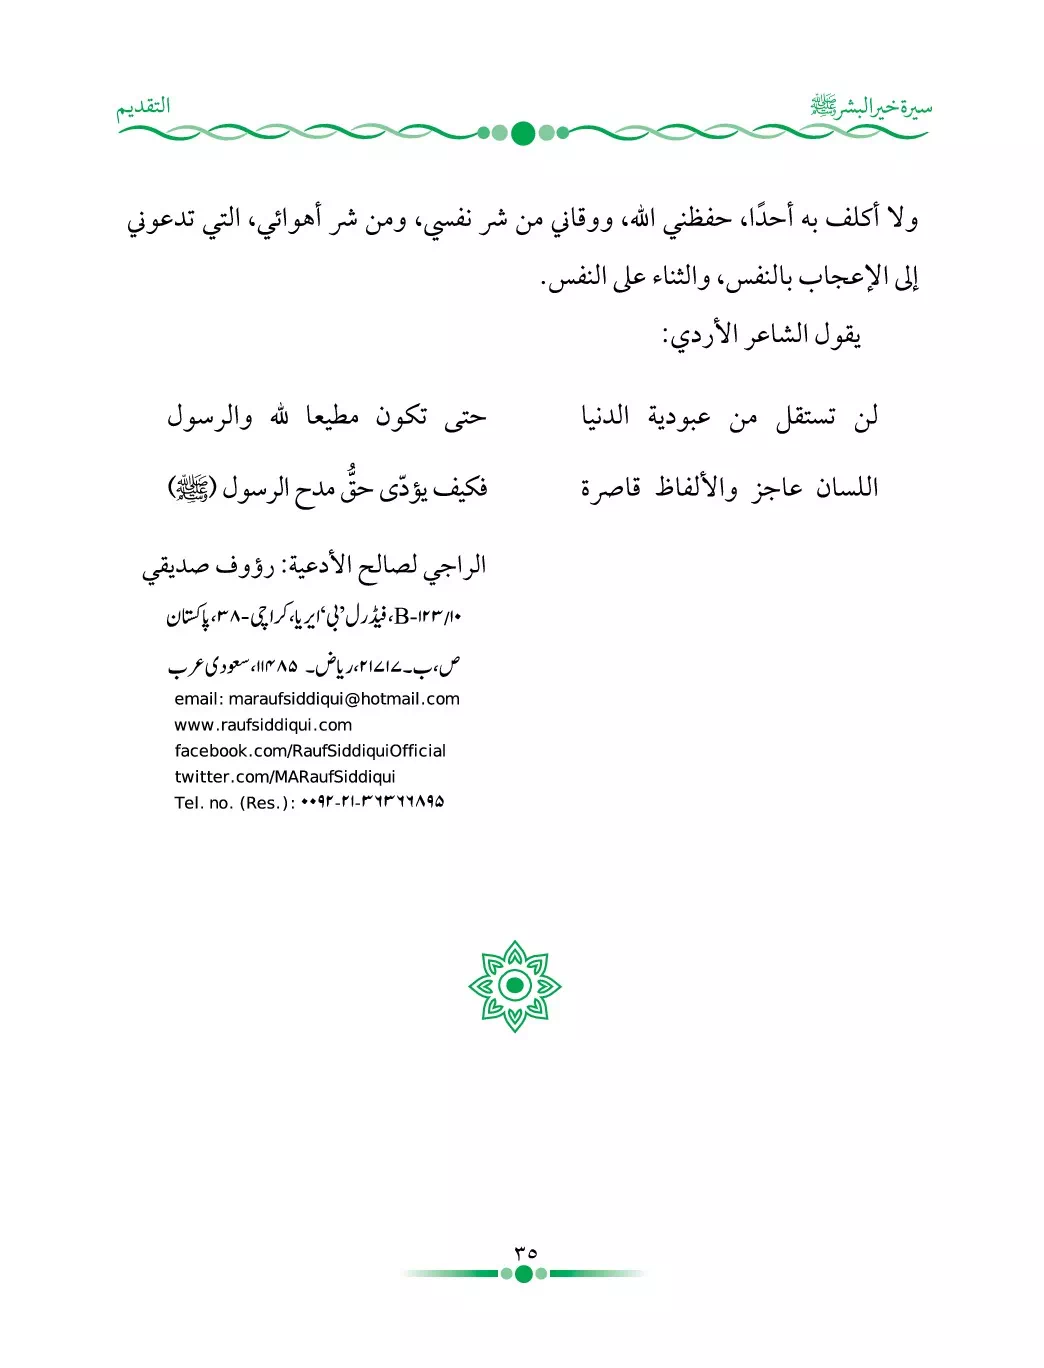 سيرة خير البشر ﷺ
التقديم
ولا أكلف به أحدًا، حفظني الله، ووقاني من شر نفسي، ومن شر أهوائي، التي تدعوني
إلى الإعجاب بالنفس، والثناء على النفس.
يقول الشاعر الأردي:
لن تستقل من عبودية الدنيا حتى تكون مطيعا لله والرسول
اللسان عاجز والألفاظ قاصرة فكيف يؤدّى حقُّ مدح الرسول (ﷺ)
الراجي لصالح الأدعية: رؤوف صديقي
B-۱۲۳/۱۰، فیڈرل ’بی‘ ایریا، کراچی-۳۸، پاکستان
ص،ب۔۲۱۷۱۷، ریاض۔ ۱۱۴۸۵، سعودی عرب
email: maraufsiddiqui@hotmail.com
www.raufsiddiqui.com
facebook.com/RaufSiddiquiOfficial
twitter.com/MARaufSiddiqui
Tel. no. (Res.): ۰۰۹۲-۲۱-۳۶۳۶۶۸۹۵
٣٥